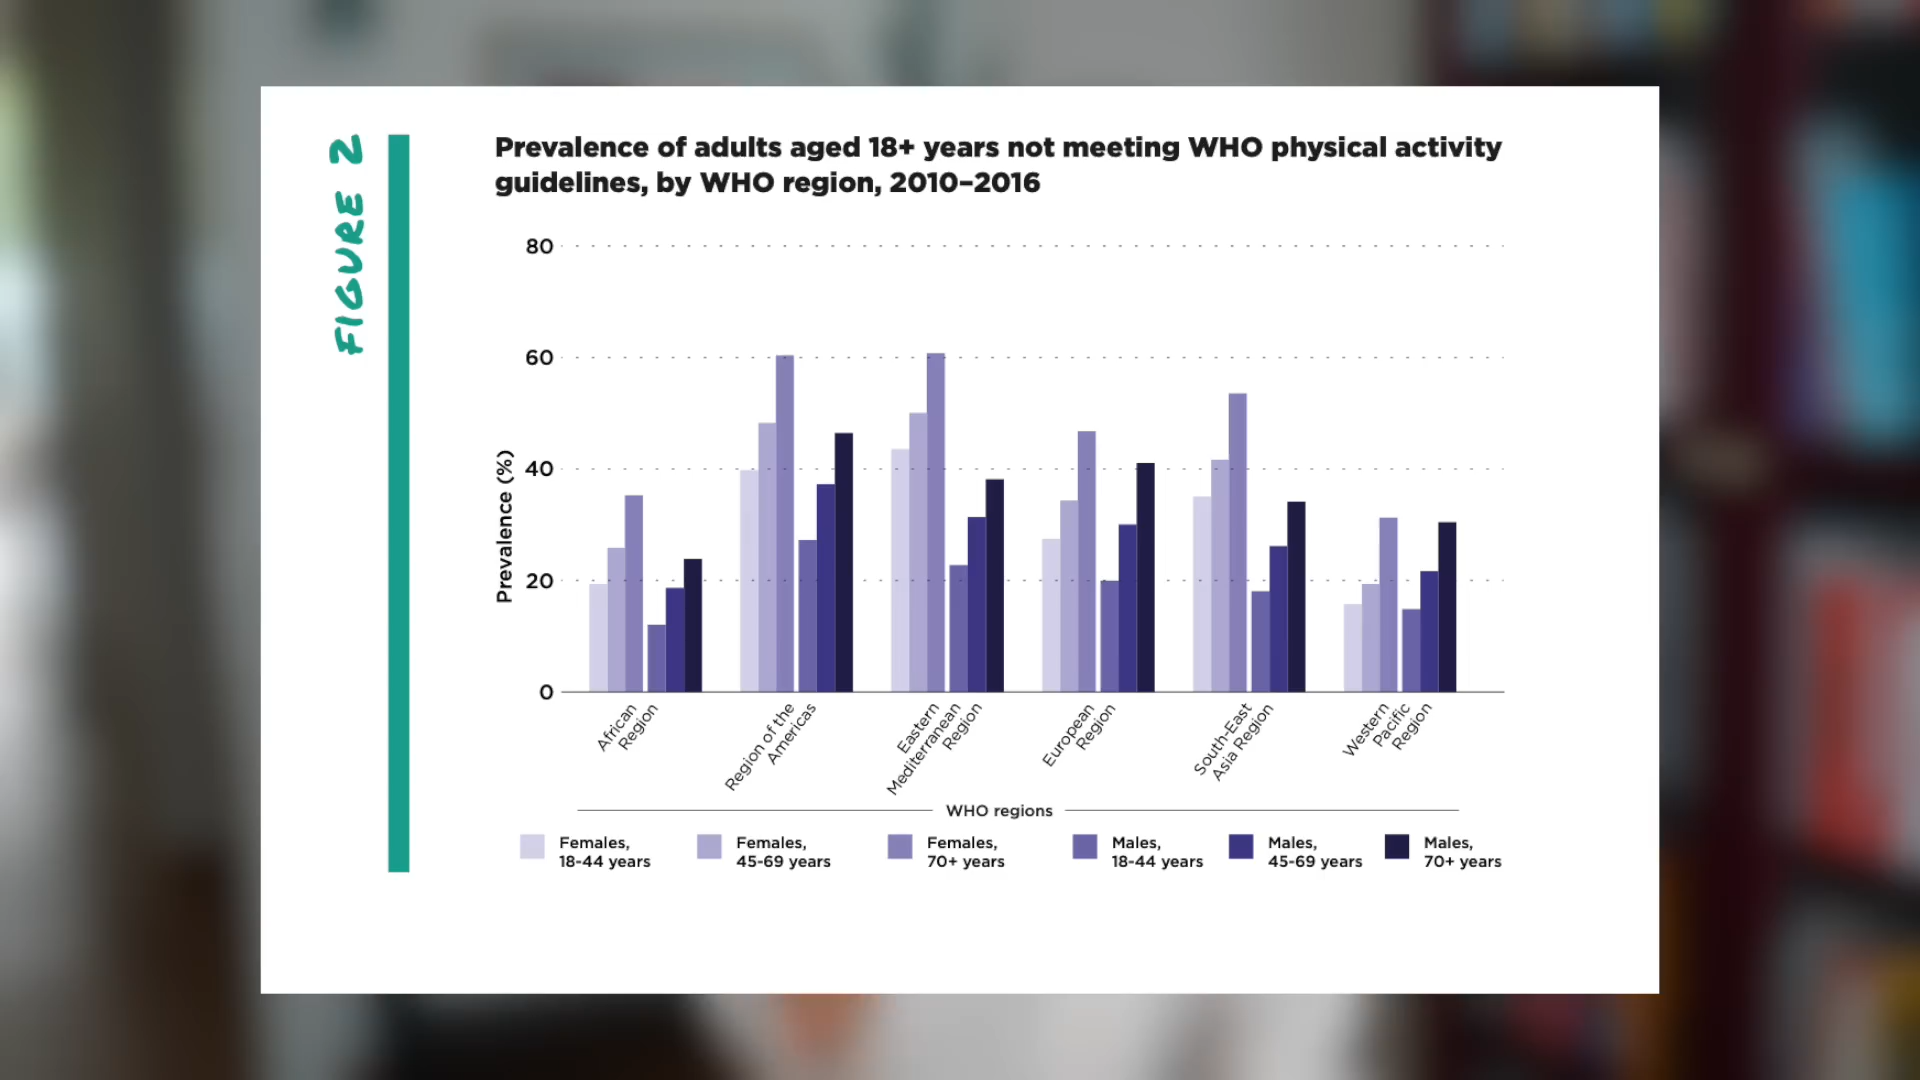 FIGURE 2
Prevalence of adults aged 18+ years not meeting WHO physical activity
guidelines, by WHO region, 2010–2016
80
60
40
20
0
Prevalence (%)
African
Region
Region of the
Americas
Eastern
Mediterranean
Region
European
Region
South-East
Asia Region
Western
Pacific
Region
WHO regions
Females,
18-44 years
Females,
45-69 years
Females,
70+ years
Males,
18-44 years
Males,
45-69 years
Males,
70+ years